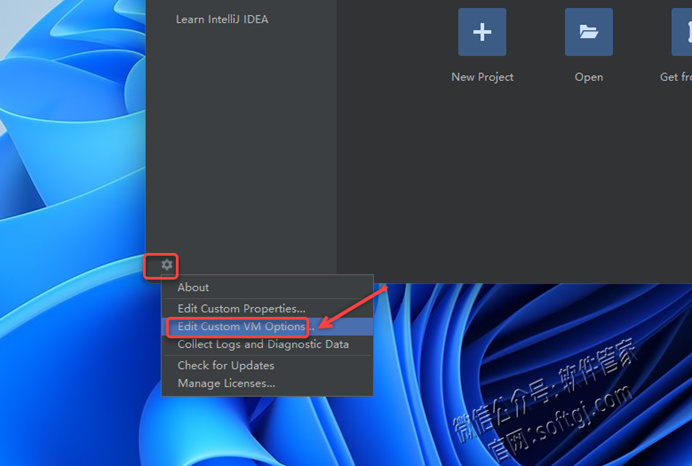 Learn IntelliJ IDEA
New Project
Open
Get fro
About
Edit Custom Properties...
Edit Custom VM Options...
Collect Logs and Diagnostic Data
Check for Updates
Manage Licenses...
微信公众号：软件管家
官网：softgj.com